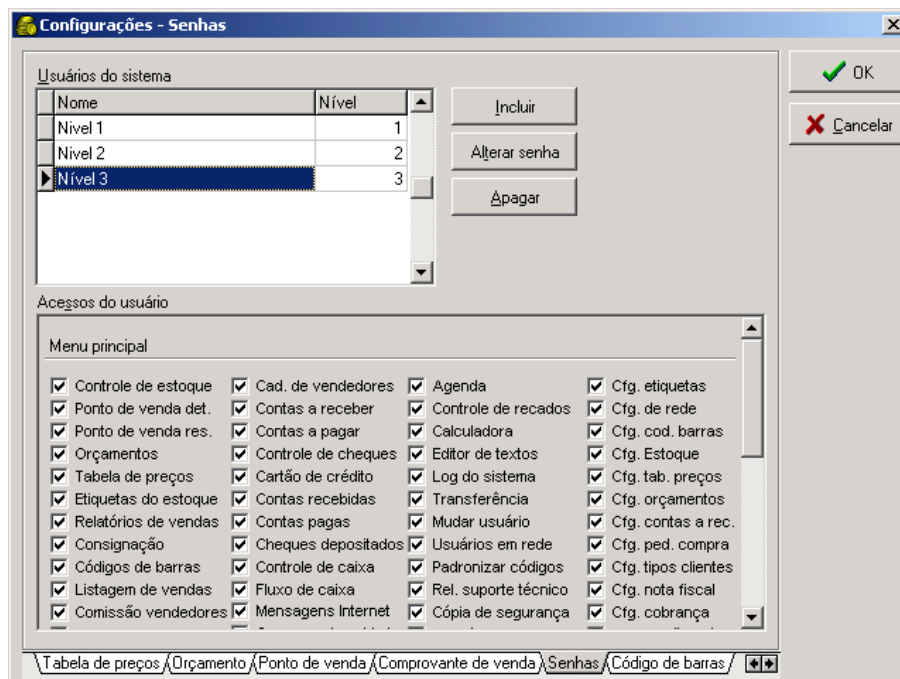 Configurações - Senhas
Usuários do sistema
Nome Nível
Nivel 1 1
Nivel 2 2
Nível 3 3
Incluir
Alterar senha
Apagar
OK
Cancelar
Acessos do usuário
Menu principal
Controle de estoque Cad. de vendedores Agenda Cfg. etiquetas
Ponto de venda det. Contas a receber Controle de recados Cfg. de rede
Ponto de venda res. Contas a pagar Calculadora Cfg. cod. barras
Orçamentos Controle de cheques Editor de textos Cfg. Estoque
Tabela de preços Cartão de crédito Log do sistema Cfg. tab. preços
Etiquetas do estoque Contas recebidas Transferência Cfg. orçamentos
Relatórios de vendas Contas pagas Mudar usuário Cfg. contas a rec.
Consignação Cheques depositados Usuários em rede Cfg. ped. compra
Códigos de barras Controle de caixa Padronizar códigos Cfg. tipos clientes
Listagem de vendas Fluxo de caixa Rel. suporte técnico Cfg. nota fiscal
Comissão vendedores Mensagens Internet Cópia de segurança Cfg. cobrança
Tabela de preços Orçamento Ponto de venda Comprovante de venda Senhas Código de barras